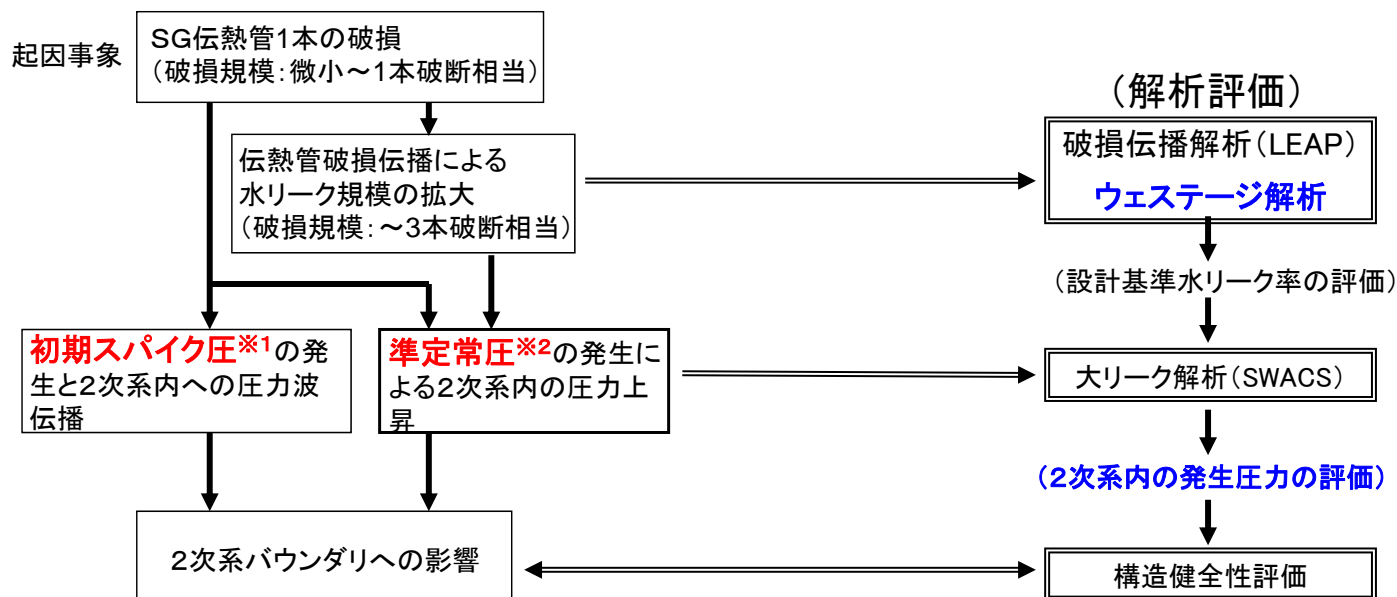 起因事象
SG伝熱管1本の破損
（破損規模：微小～1本破断相当）
伝熱管破損伝播による
水リーク規模の拡大
（破損規模：～3本破断相当）
初期スパイク圧※1の発
生と２次系内への圧力波
伝播
準定常圧※2の発生に
よる２次系内の圧力上
昇
２次系バウンダリへの影響
（解析評価）
破損伝播解析（LEAP）
ウェステージ解析
（設計基準水リーク率の評価）
大リーク解析（SWACS）
（２次系内の発生圧力の評価）
構造健全性評価